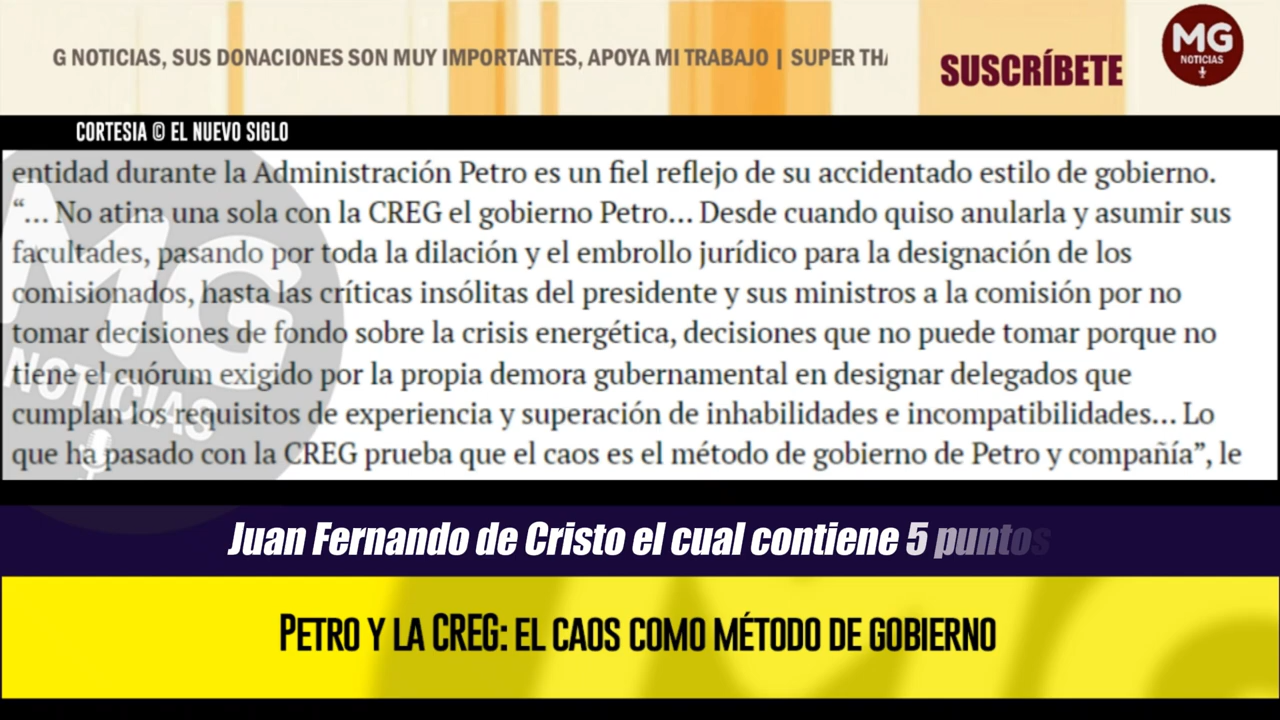 G NOTICIAS, SUS DONACIONES SON MUY IMPORTANTES, APOYA MI TRABAJO | SUPER THA
SUSCRÍBETE
MG
NOTICIAS
CORTESIA © EL NUEVO SIGLO
entidad durante la Administración Petro es un fiel reflejo de su accidentado estilo de gobierno.
“... No atina una sola con la CREG el gobierno Petro... Desde cuando quiso anularla y asumir sus
facultades, pasando por toda la dilación y el embrollo jurídico para la designación de los
comisionados, hasta las críticas insólitas del presidente y sus ministros a la comisión por no
tomar decisiones de fondo sobre la crisis energética, decisiones que no puede tomar porque no
tiene el cuórum exigido por la propia demora gubernamental en designar delegados que
cumplan los requisitos de experiencia y superación de inhabilidades e incompatibilidades... Lo
que ha pasado con la CREG prueba que el caos es el método de gobierno de Petro y compañía”, le
MG
NOTICIAS
Juan Fernando de Cristo el cual contiene 5 puntos
PETRO Y LA CREG: EL CAOS COMO MÉTODO DE GOBIERNO